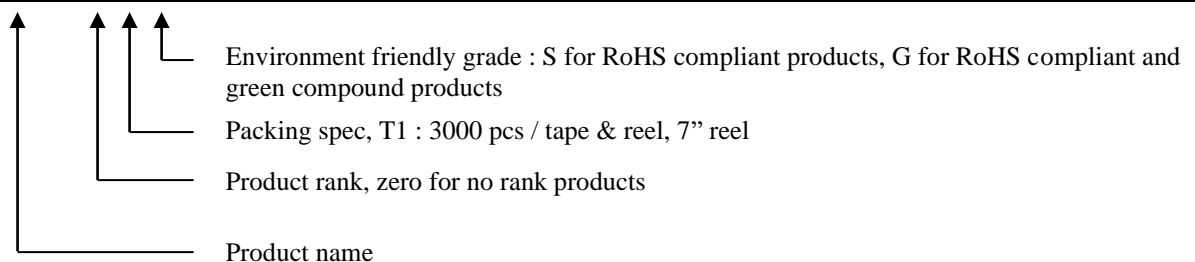 Environment friendly grade : S for RoHS compliant products, G for RoHS compliant and
green compound products
Packing spec, T1 : 3000 pcs / tape & reel, 7” reel
Product rank, zero for no rank products
Product name